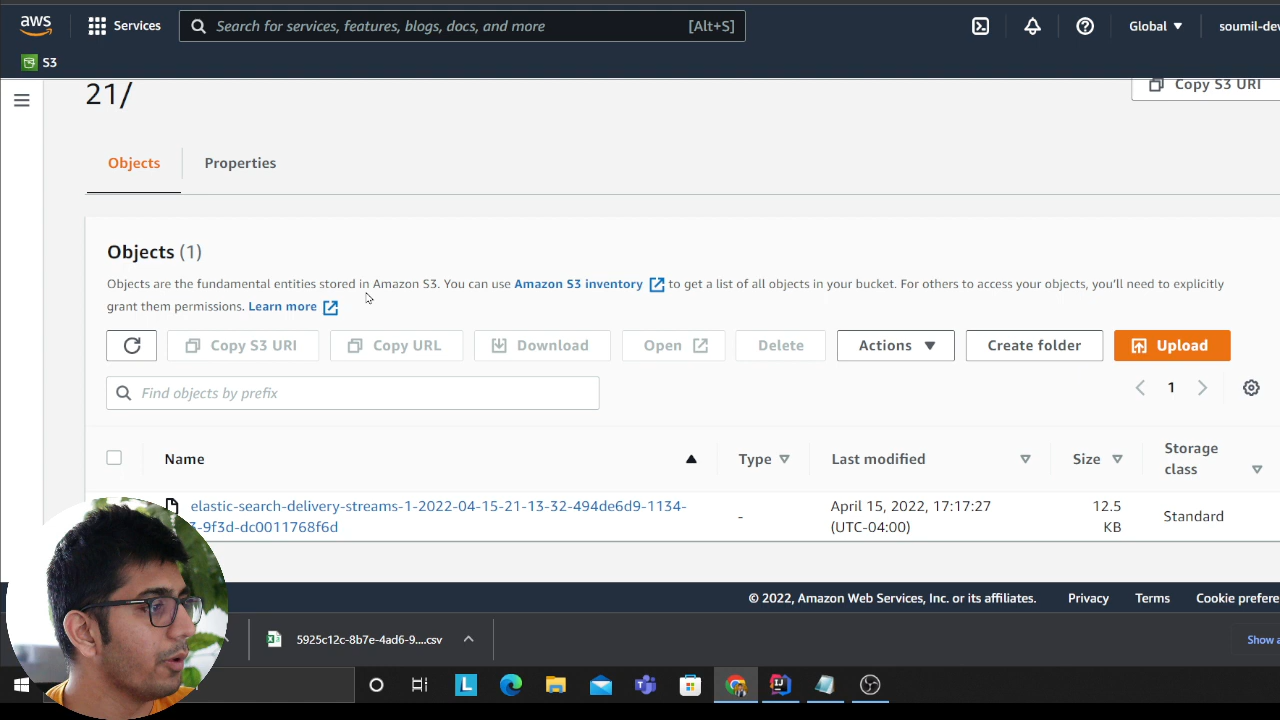 aws
Services
Search for services, features, blogs, docs, and more
[Alt+S]
Global
soumil-dev
S3
21/
Copy S3 URI
Objects
Properties
Objects (1)
Objects are the fundamental entities stored in Amazon S3. You can use Amazon S3 inventory to get a list of all objects in your bucket. For others to access your objects, you'll need to explicitly
grant them permissions. Learn more
Copy S3 URI
Copy URL
Download
Open
Delete
Actions
Create folder
Upload
Find objects by prefix
1
Name
Type
Last modified
Size
Storage
class
elastic-search-delivery-streams-1-2022-04-15-21-13-32-494de6d9-1134-
-9f3d-dc0011768f6d
-
April 15, 2022, 17:17:27
(UTC-04:00)
12.5
KB
Standard
© 2022, Amazon Web Services, Inc. or its affiliates.
Privacy
Terms
Cookie prefere
5925c12c-8b7e-4ad6-9....csv
Show a
L